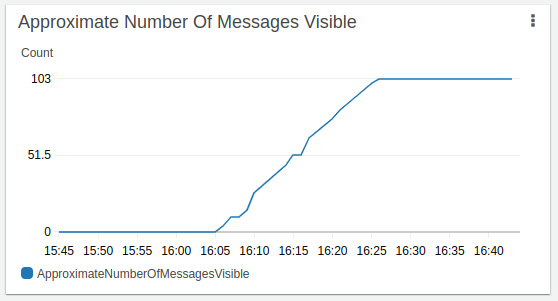 Approximate Number Of Messages Visible
Count
103
51.5
0
15:45 15:50 15:55 16:00 16:05 16:10 16:15 16:20 16:25 16:30 16:35 16:40
ApproximateNumberOfMessagesVisible